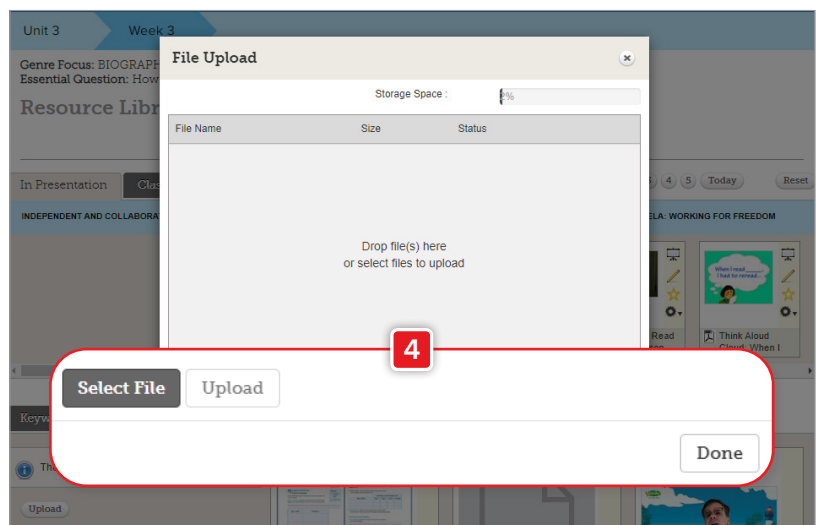 Unit 3
Week 3
Genre Focus: BIOGRAPH
Essential Question: How
Resource Libr
File Upload
Storage Space :
2%
File Name
Size
Status
Drop file(s) here
or select files to upload
In Presentation
Clas
4
5
Today
Reset
INDEPENDENT AND COLLABORA
ELA: WORKING FOR FREEDOM
When I read
I had to reread...
Read
Think Aloud
Cloud: When I
4
Select File
Upload
Done
Keyw
Th
Upload